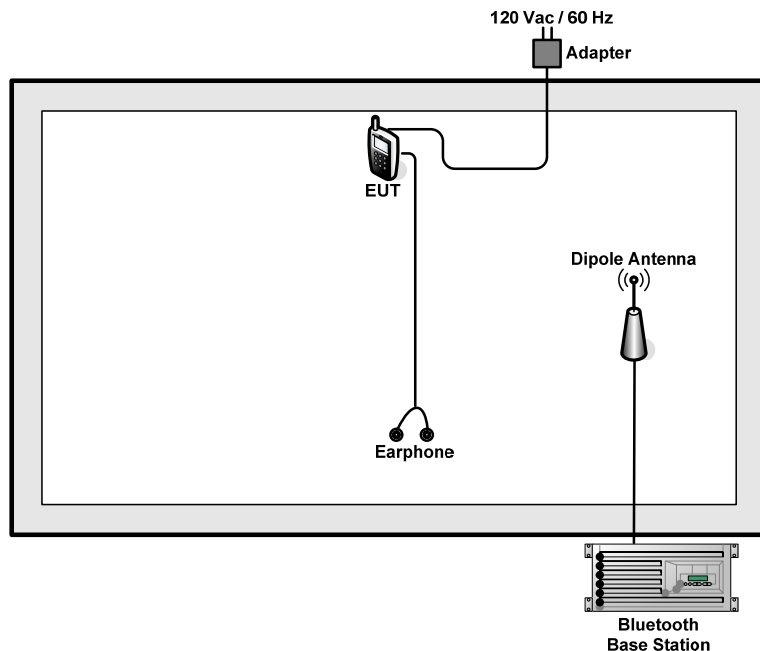 120 Vac / 60 Hz
Adapter
EUT
Dipole Antenna
Earphone
Bluetooth
Base Station